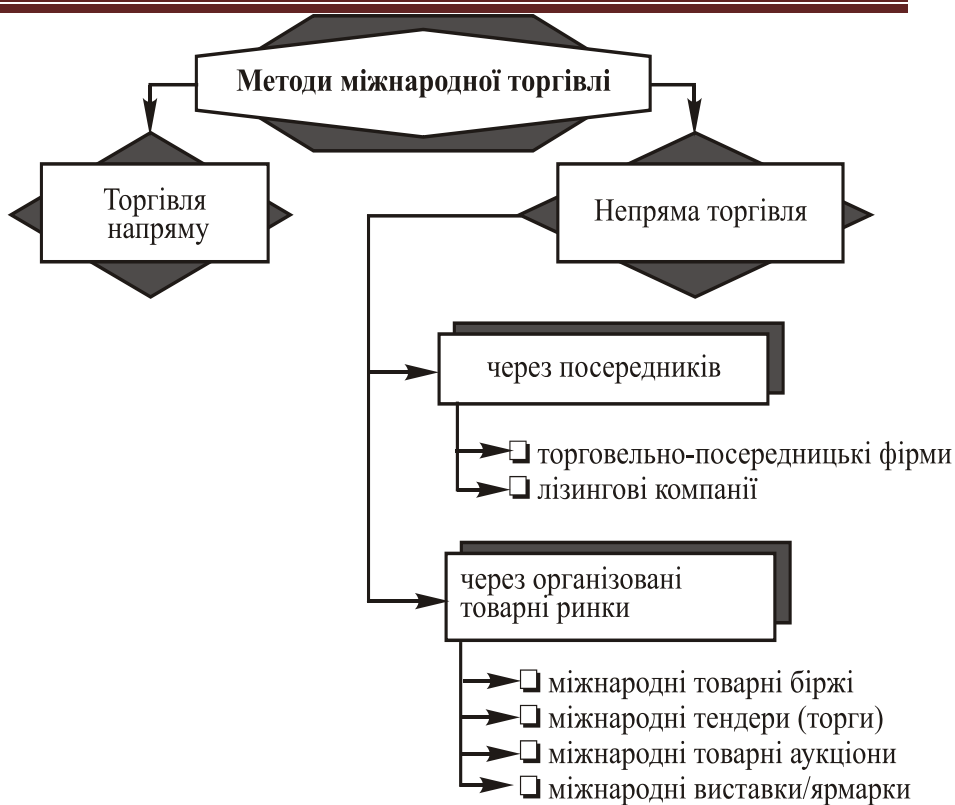 Методи міжнародної торгівлі
Торгівля
напряму
Непряма торгівля
через посередників
торговельно-посередницькі фірми
лізингові компанії
через організовані
товарні ринки
міжнародні товарні біржі
міжнародні тендери (торги)
міжнародні товарні аукціони
міжнародні виставки/ярмарки